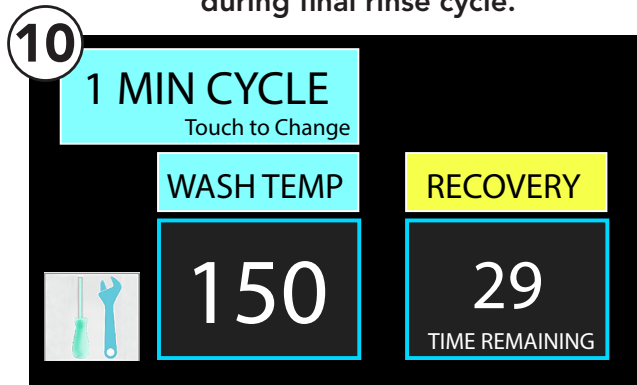 during final rinse cycle.
10
1 MIN CYCLE
Touch to Change
WASH TEMP
RECOVERY
150
29
TIME REMAINING